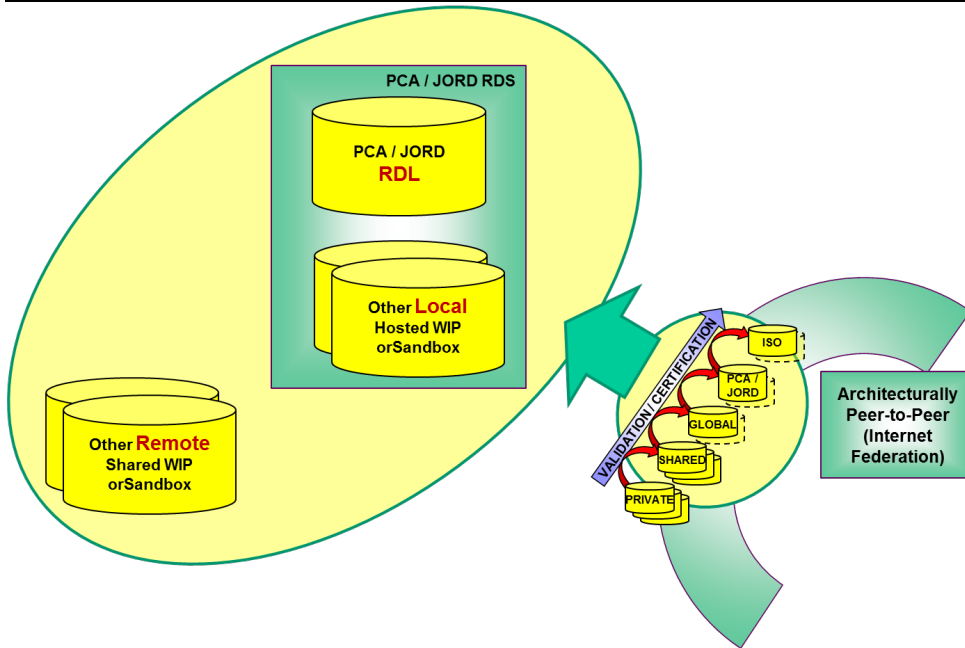 PCA / JORD RDS
PCA / JORD
RDL
Other Local
Hosted WIP
orSandbox
Other Remote
Shared WIP
orSandbox
VALIDATION/ CERTIFICATION
ISO
PCA /
JORD
GLOBAL
SHARED
PRIVATE
Architecturally
Peer-to-Peer
(Internet
Federation)